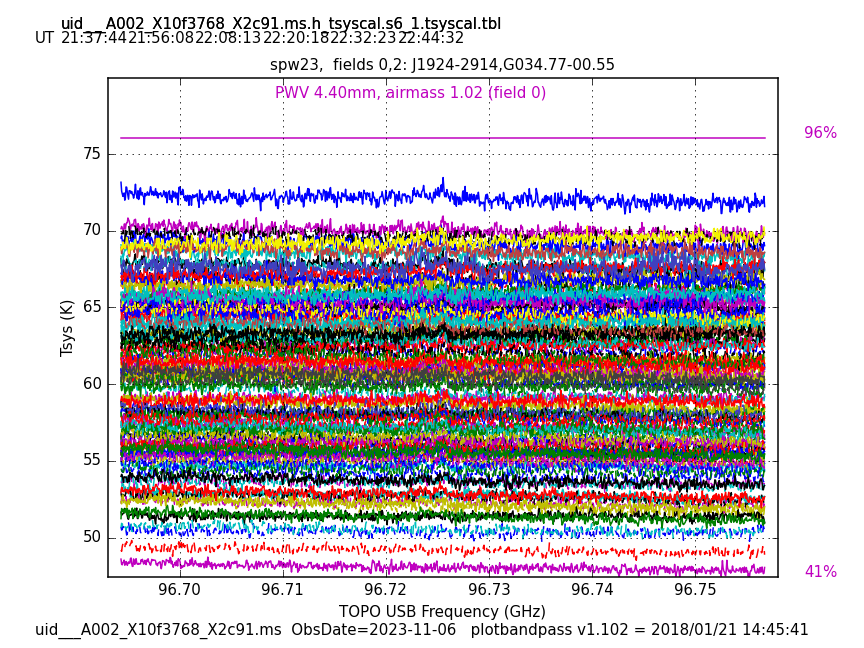 uid___A002_X10f3768_X2c91.ms.h_tsyscal.s6_1.tsyscal.tbl
UT 21:37:44 21:56:08 22:08:13 22:20:18 22:32:23 22:44:32
spw23, fields 0,2: J1924-2914,G034.77-00.55
PWV 4.40mm, airmass 1.02 (field 0)
96%
75
70
65
60
55
50
Tsys (K)
41%
96.70 96.71 96.72 96.73 96.74 96.75
TOPO USB Frequency (GHz)
uid___A002_X10f3768_X2c91.ms ObsDate=2023-11-06 plotbandpass v1.102 = 2018/01/21 14:45:41